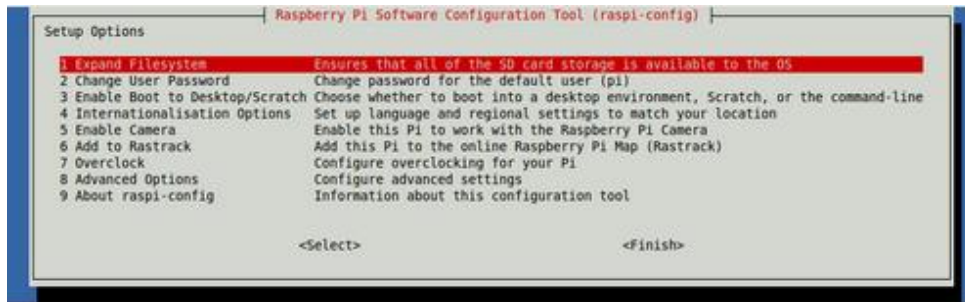 Raspberry Pi Software Configuration Tool (raspi-config)
Setup Options
1 Expand Filesystem Ensures that all of the SD card storage is available to the OS
2 Change User Password Change password for the default user (pi)
3 Enable Boot to Desktop/Scratch Choose whether to boot into a desktop environment, Scratch, or the command-line
4 Internationalisation Options Set up language and regional settings to match your location
5 Enable Camera Enable this Pi to work with the Raspberry Pi Camera
6 Add to Rastrack Add this Pi to the online Raspberry Pi Map (Rastrack)
7 Overclock Configure overclocking for your Pi
8 Advanced Options Configure advanced settings
9 About raspi-config Information about this configuration tool
<Select> <Finish>